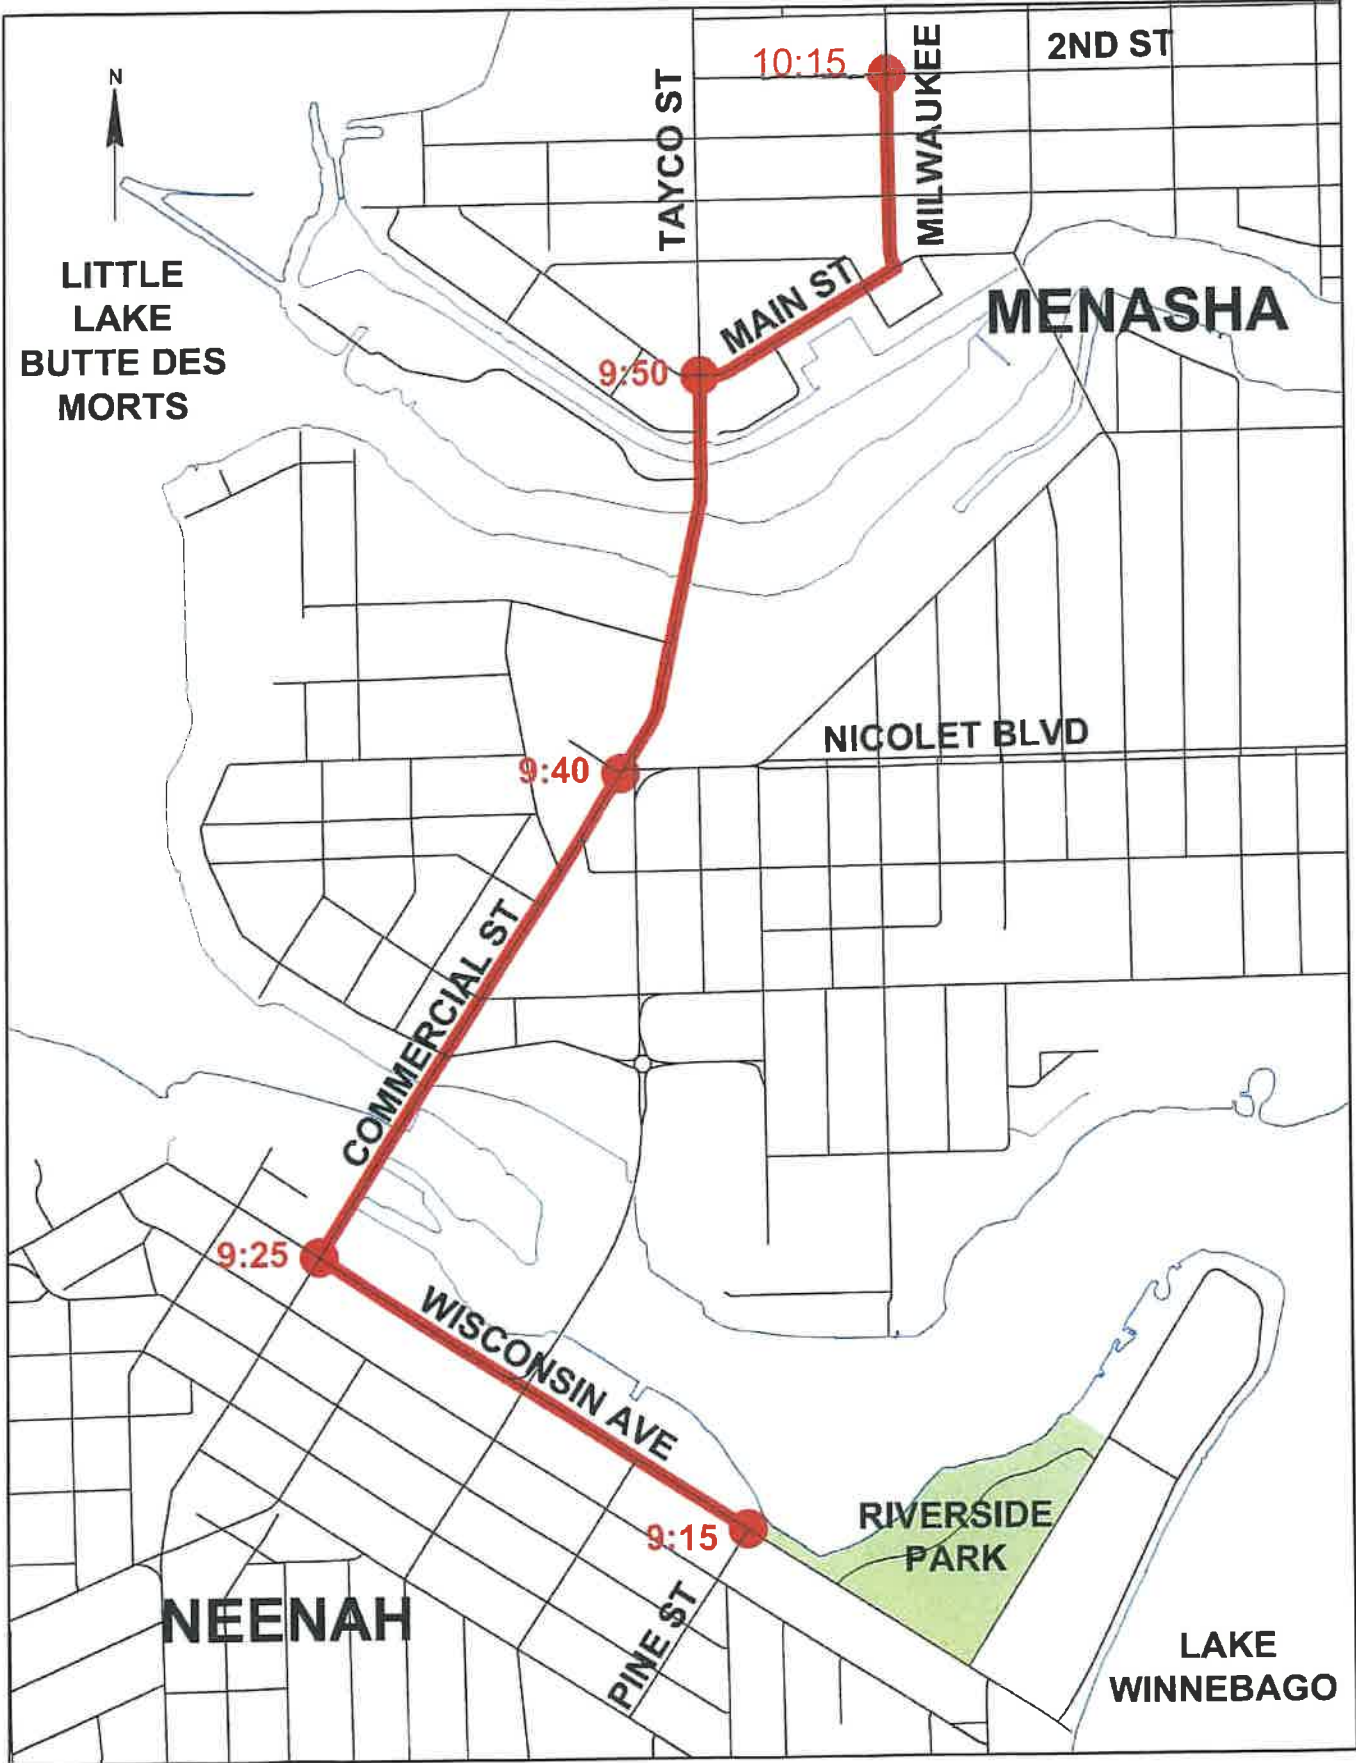 2ND ST
10:15
MILWAUKEE
N
TAYCO ST
LITTLE
LAKE
BUTTE DES
MORTS
MAIN ST
MENASHA
9:50
NICOLET BLVD
9:40
COMMERCIAL ST
9:25
WISCONSIN AVE
RIVERSIDE
PARK
9:15
NEENAH
PINE ST
LAKE
WINNEBAGO